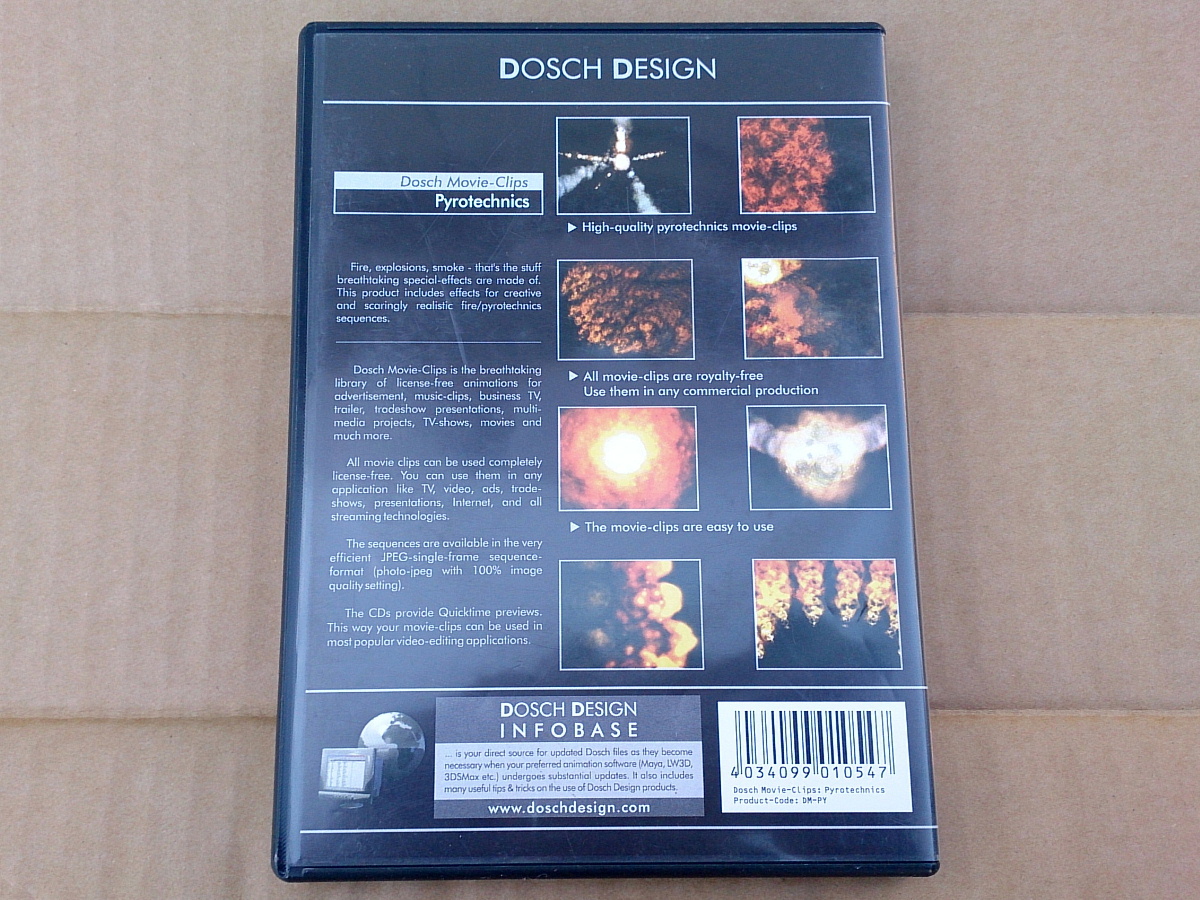 DOSCH DESIGN
Dosch Movie-Clips
Pyrotechnics
Fire, explosions, smoke - that's the stuff
breathtaking special-effects are made of.
This product includes effects for creative
and scaringly realistic fire/pyrotechnics
sequences.
Dosch Movie-Clips is the breathtaking
library of license-free animations for
advertisement, music-clips, business TV,
trailer, tradeshow presentations, multi-
media projects, TV-shows, movies and
much more.
All movie clips can be used completely
license-free. You can use them in any
application like TV, video, ads, trade-
shows, presentations, Internet, and all
streaming technologies.
The sequences are available in the very
efficient JPEG-single-frame sequence-
format (photo-jpeg with 100% image
quality setting).
The CDs provide Quicktime previews.
This way your movie-clips can be used in
most popular video-editing applications.
▶ High-quality pyrotechnics movie-clips
▶ All movie-clips are royalty-free
Use them in any commercial production
▶ The movie-clips are easy to use
DOSCH DESIGN
INFOBASE
... is your direct source for updated Dosch files as they become
necessary when your preferred animation software (Maya, LW3D,
3DSMax etc.) undergoes substantial updates. It also includes
many useful tips & tricks on the use of Dosch Design products.
www.doschdesign.com
4 034099 010547
Dosch Movie-Clips: Pyrotechnics
Product-Code: DM-PY